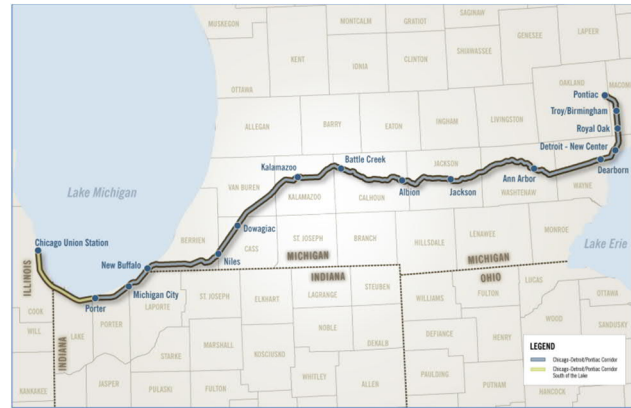 MUSKEGON
MONTCALM
GRATIOT
SAGINAW
GENESEE
LAPEER
KENT
IONIA
CLINTON
SHIAWASSEE
OTTAWA
OAKLAND
MACOMB
Pontiac
Troy/Birmingham
ALLEGAN
BARRY
EATON
INGHAM
LIVINGSTON
Royal Oak
Detroit - New Center
Kalamazoo
Battle Creek
JACKSON
Ann Arbor
Dearborn
VAN BUREN
KALAMAZOO
CALHOUN
Albion
Jackson
WASHTENAW
WAYNE
Lake Michigan
Dowagiac
Chicago Union Station
BERRIEN
CASS
ST. JOSEPH
BRANCH
HILLSDALE
LENAWEE
MONROE
Lake Erie
New Buffalo
Niles
MICHIGAN
MICHIGAN
ILLINOIS
INDIANA
OHIO
Michigan City
Porter
LAPORTE
ST. JOSEPH
ELKHART
LAGRANGE
STEUBEN
WILLIAMS
FULTON
LUCAS
OTTAWA
COOK
WILL
LAKE
PORTER
INDIANA
STARKE
MARSHALL
KOSCIUSKO
NOBLE
DEKALB
DEFIANCE
HENRY
WOOD
SANDUSKY
KANKAKEE
JASPER
PULASKI
FULTON
WHITLEY
ALLEN
PAULDING
PUTNAM
HANCOCK
LEGEND
Chicago-Detroit/Pontiac Corridor
Chicago-Detroit/Pontiac Corridor
South of the Lake